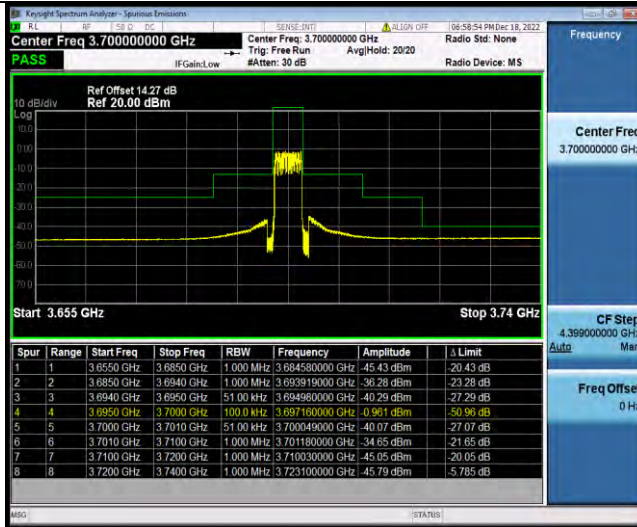 Keysight Spectrum Analyzer - Spurious Emissions
RL RF 50 Ω DC SENSE:INT ALIGN OFF 06:58:54 PM Dec 18, 2022
Center Freq 3.700000000 GHz
Center Freq: 3.700000000 GHz
Radio Std: None
Trig: Free Run Avg|Hold: 20/20
PASS
IFGain:Low #Atten: 30 dB Radio Device: MS
Frequency
Ref Offset 14.27 dB
10 dB/div Ref 20.00 dBm
Log
10.0
0.00
-10.0
-20.0
-30.0
-40.0
-50.0
-60.0
-70.0
Start 3.655 GHz Stop 3.74 GHz
Center Freq
3.700000000 GHz
CF Step
4.399000000 GHz
Auto Man
Freq Offset
0 Hz
Spur Range Start Freq Stop Freq RBW Frequency Amplitude Δ Limit
1 1 3.6550 GHz 3.6850 GHz 1.000 MHz 3.684580000 GHz -45.43 dBm -20.43 dB
2 2 3.6850 GHz 3.6940 GHz 1.000 MHz 3.693919000 GHz -36.28 dBm -23.28 dB
3 3 3.6940 GHz 3.6950 GHz 51.00 kHz 3.694980000 GHz -40.29 dBm -27.29 dB
4 4 3.6950 GHz 3.7000 GHz 100.0 kHz 3.697160000 GHz -0.961 dBm -50.96 dB
5 5 3.7000 GHz 3.7010 GHz 51.00 kHz 3.700049000 GHz -40.07 dBm -27.07 dB
6 6 3.7010 GHz 3.7100 GHz 1.000 MHz 3.701180000 GHz -34.65 dBm -21.65 dB
7 7 3.7100 GHz 3.7200 GHz 1.000 MHz 3.710030000 GHz -45.05 dBm -20.05 dB
8 8 3.7200 GHz 3.7400 GHz 1.000 MHz 3.723100000 GHz -45.79 dBm -5.785 dB
MSG STATUS